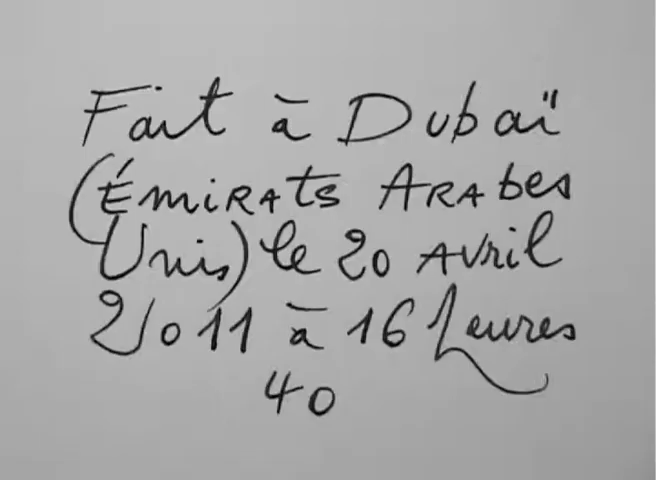 Fait à Dubaï
(Émirats Arabes
Unis) le 20 Avril
2011 à 16 heures
40